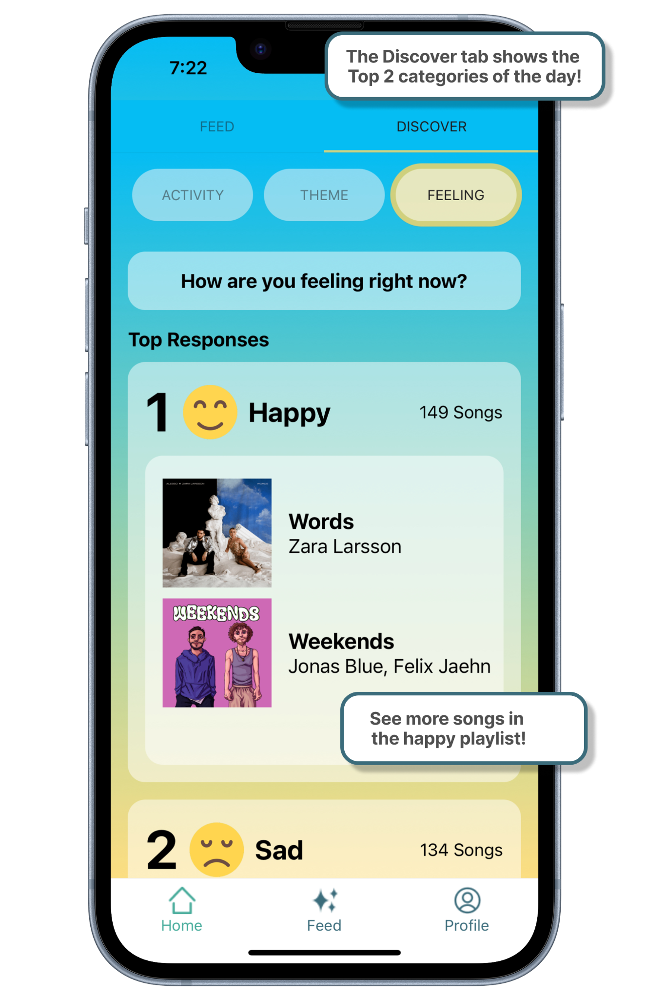 7:22
The Discover tab shows the
Top 2 categories of the day!
FEED
DISCOVER
ACTIVITY
THEME
FEELING
How are you feeling right now?
Top Responses
1
Happy
149 Songs
ALESSO ✦ ZARA LARSSON
WORDS
Words
Zara Larsson
WEEKENDS
Weekends
Jonas Blue, Felix Jaehn
See more songs in
the happy playlist!
2
Sad
134 Songs
Home
Feed
Profile